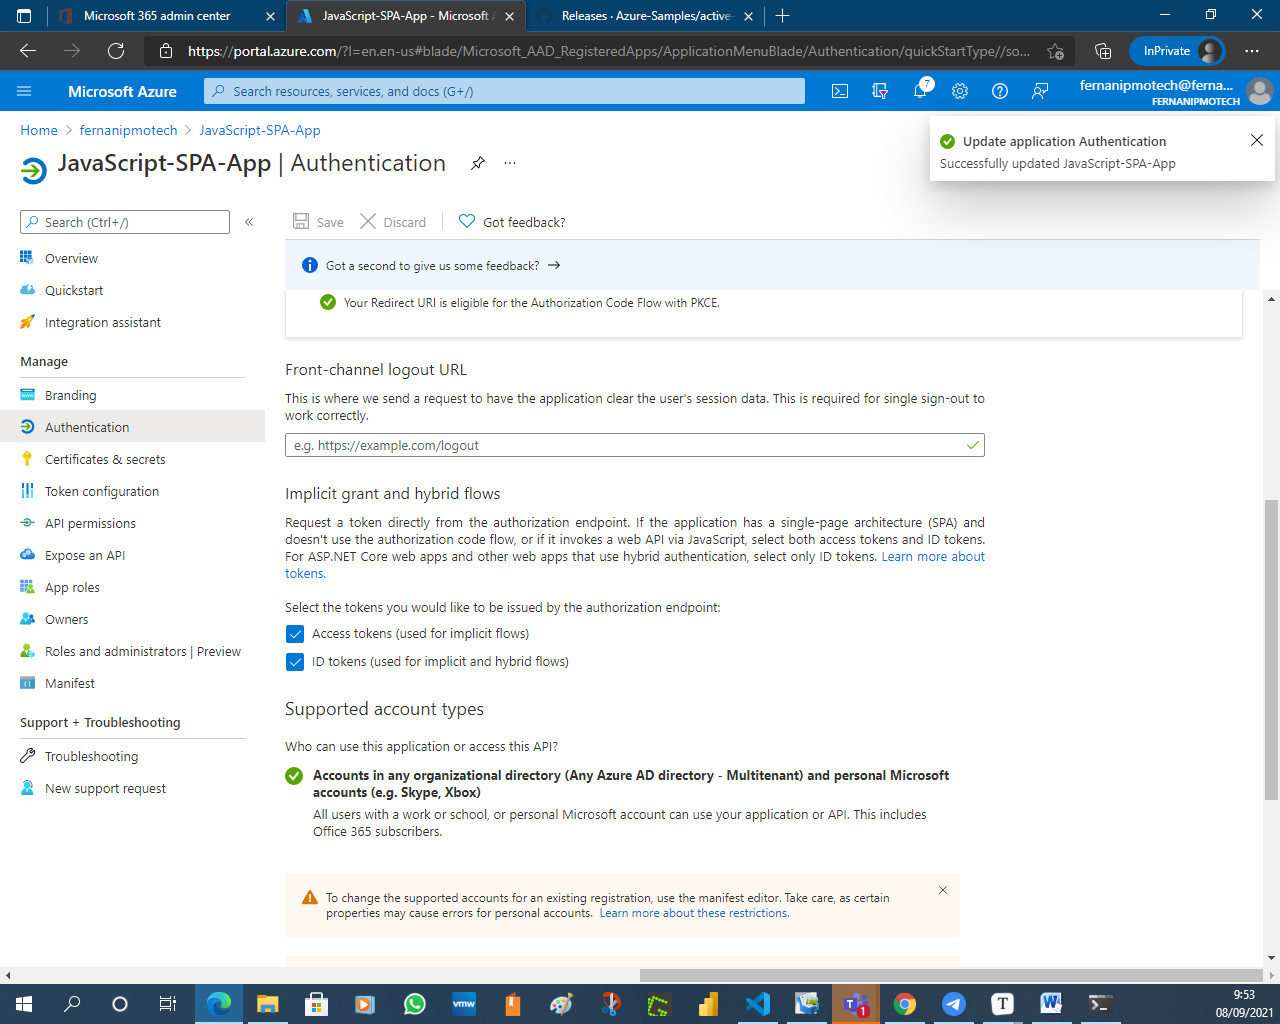 Microsoft 365 admin center
JavaScript-SPA-App - Microsoft A
Releases · Azure-Samples/active-
https://portal.azure.com/?l=en.en-us#blade/Microsoft_AAD_RegisteredApps/ApplicationMenuBlade/Authentication/quickStartType//so...
InPrivate
Microsoft Azure
Search resources, services, and docs (G+/)
7
fernanipmotech@ferna...
FERNANIPMOTECH
Home > fernanipmotech > JavaScript-SPA-App
JavaScript-SPA-App | Authentication
Update application Authentication
Successfully updated JavaScript-SPA-App
Search (Ctrl+/)
«
Save
Discard
Got feedback?
Overview
Quickstart
Integration assistant
Manage
Branding
Authentication
Certificates & secrets
Token configuration
API permissions
Expose an API
App roles
Owners
Roles and administrators | Preview
Manifest
Support + Troubleshooting
Troubleshooting
New support request
Got a second to give us some feedback? →
Your Redirect URI is eligible for the Authorization Code Flow with PKCE.
Front-channel logout URL
This is where we send a request to have the application clear the user's session data. This is required for single sign-out to
work correctly.
e.g. https://example.com/logout
Implicit grant and hybrid flows
Request a token directly from the authorization endpoint. If the application has a single-page architecture (SPA) and
doesn't use the authorization code flow, or if it invokes a web API via JavaScript, select both access tokens and ID tokens.
For ASP.NET Core web apps and other web apps that use hybrid authentication, select only ID tokens. Learn more about
tokens.
Select the tokens you would like to be issued by the authorization endpoint:
Access tokens (used for implicit flows)
ID tokens (used for implicit and hybrid flows)
Supported account types
Who can use this application or access this API?
Accounts in any organizational directory (Any Azure AD directory - Multitenant) and personal Microsoft
accounts (e.g. Skype, Xbox)
All users with a work or school, or personal Microsoft account can use your application or API. This includes
Office 365 subscribers.
To change the supported accounts for an existing registration, use the manifest editor. Take care, as certain
properties may cause errors for personal accounts. Learn more about these restrictions.
vmw
1
T
W
9:53
08/09/2021